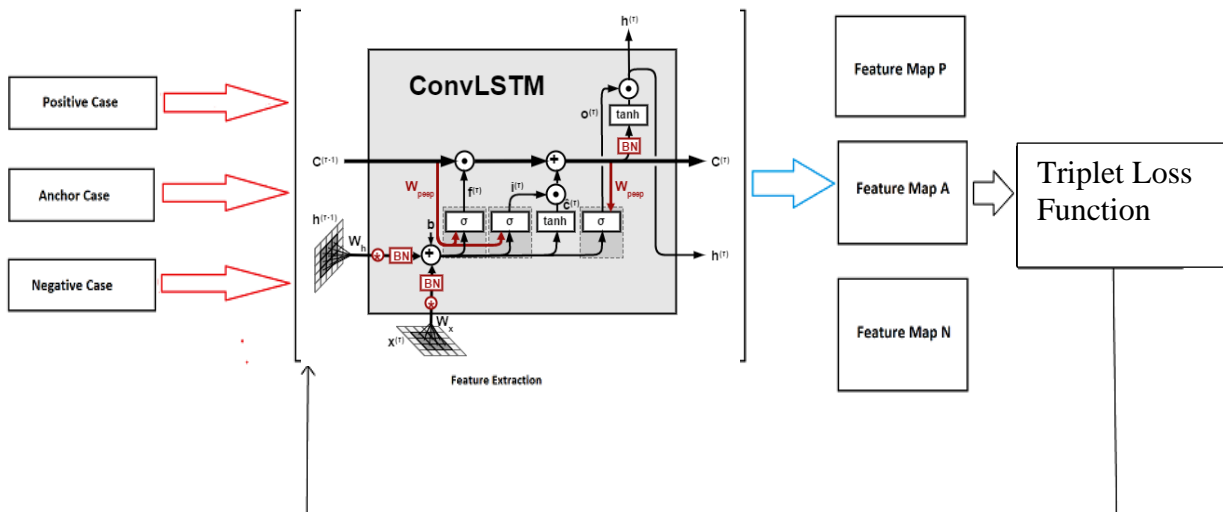 Positive Case
Anchor Case
Negative Case
ConvLSTM
h⁽ᵀ⁾
o⁽ᵀ⁾
tanh
BN
C⁽ᵀ⁻¹⁾
C⁽ᵀ⁾
W_peep
f⁽ᵀ⁾
i⁽ᵀ⁾
c̃⁽ᵀ⁾
W_peep
σ
σ
tanh
σ
h⁽ᵀ⁻¹⁾
W_h
*
BN
b
+
h⁽ᵀ⁾
BN
*
W_x
X⁽ᵀ⁾
Feature Extraction
Feature Map P
Feature Map A
Feature Map N
Triplet Loss
Function